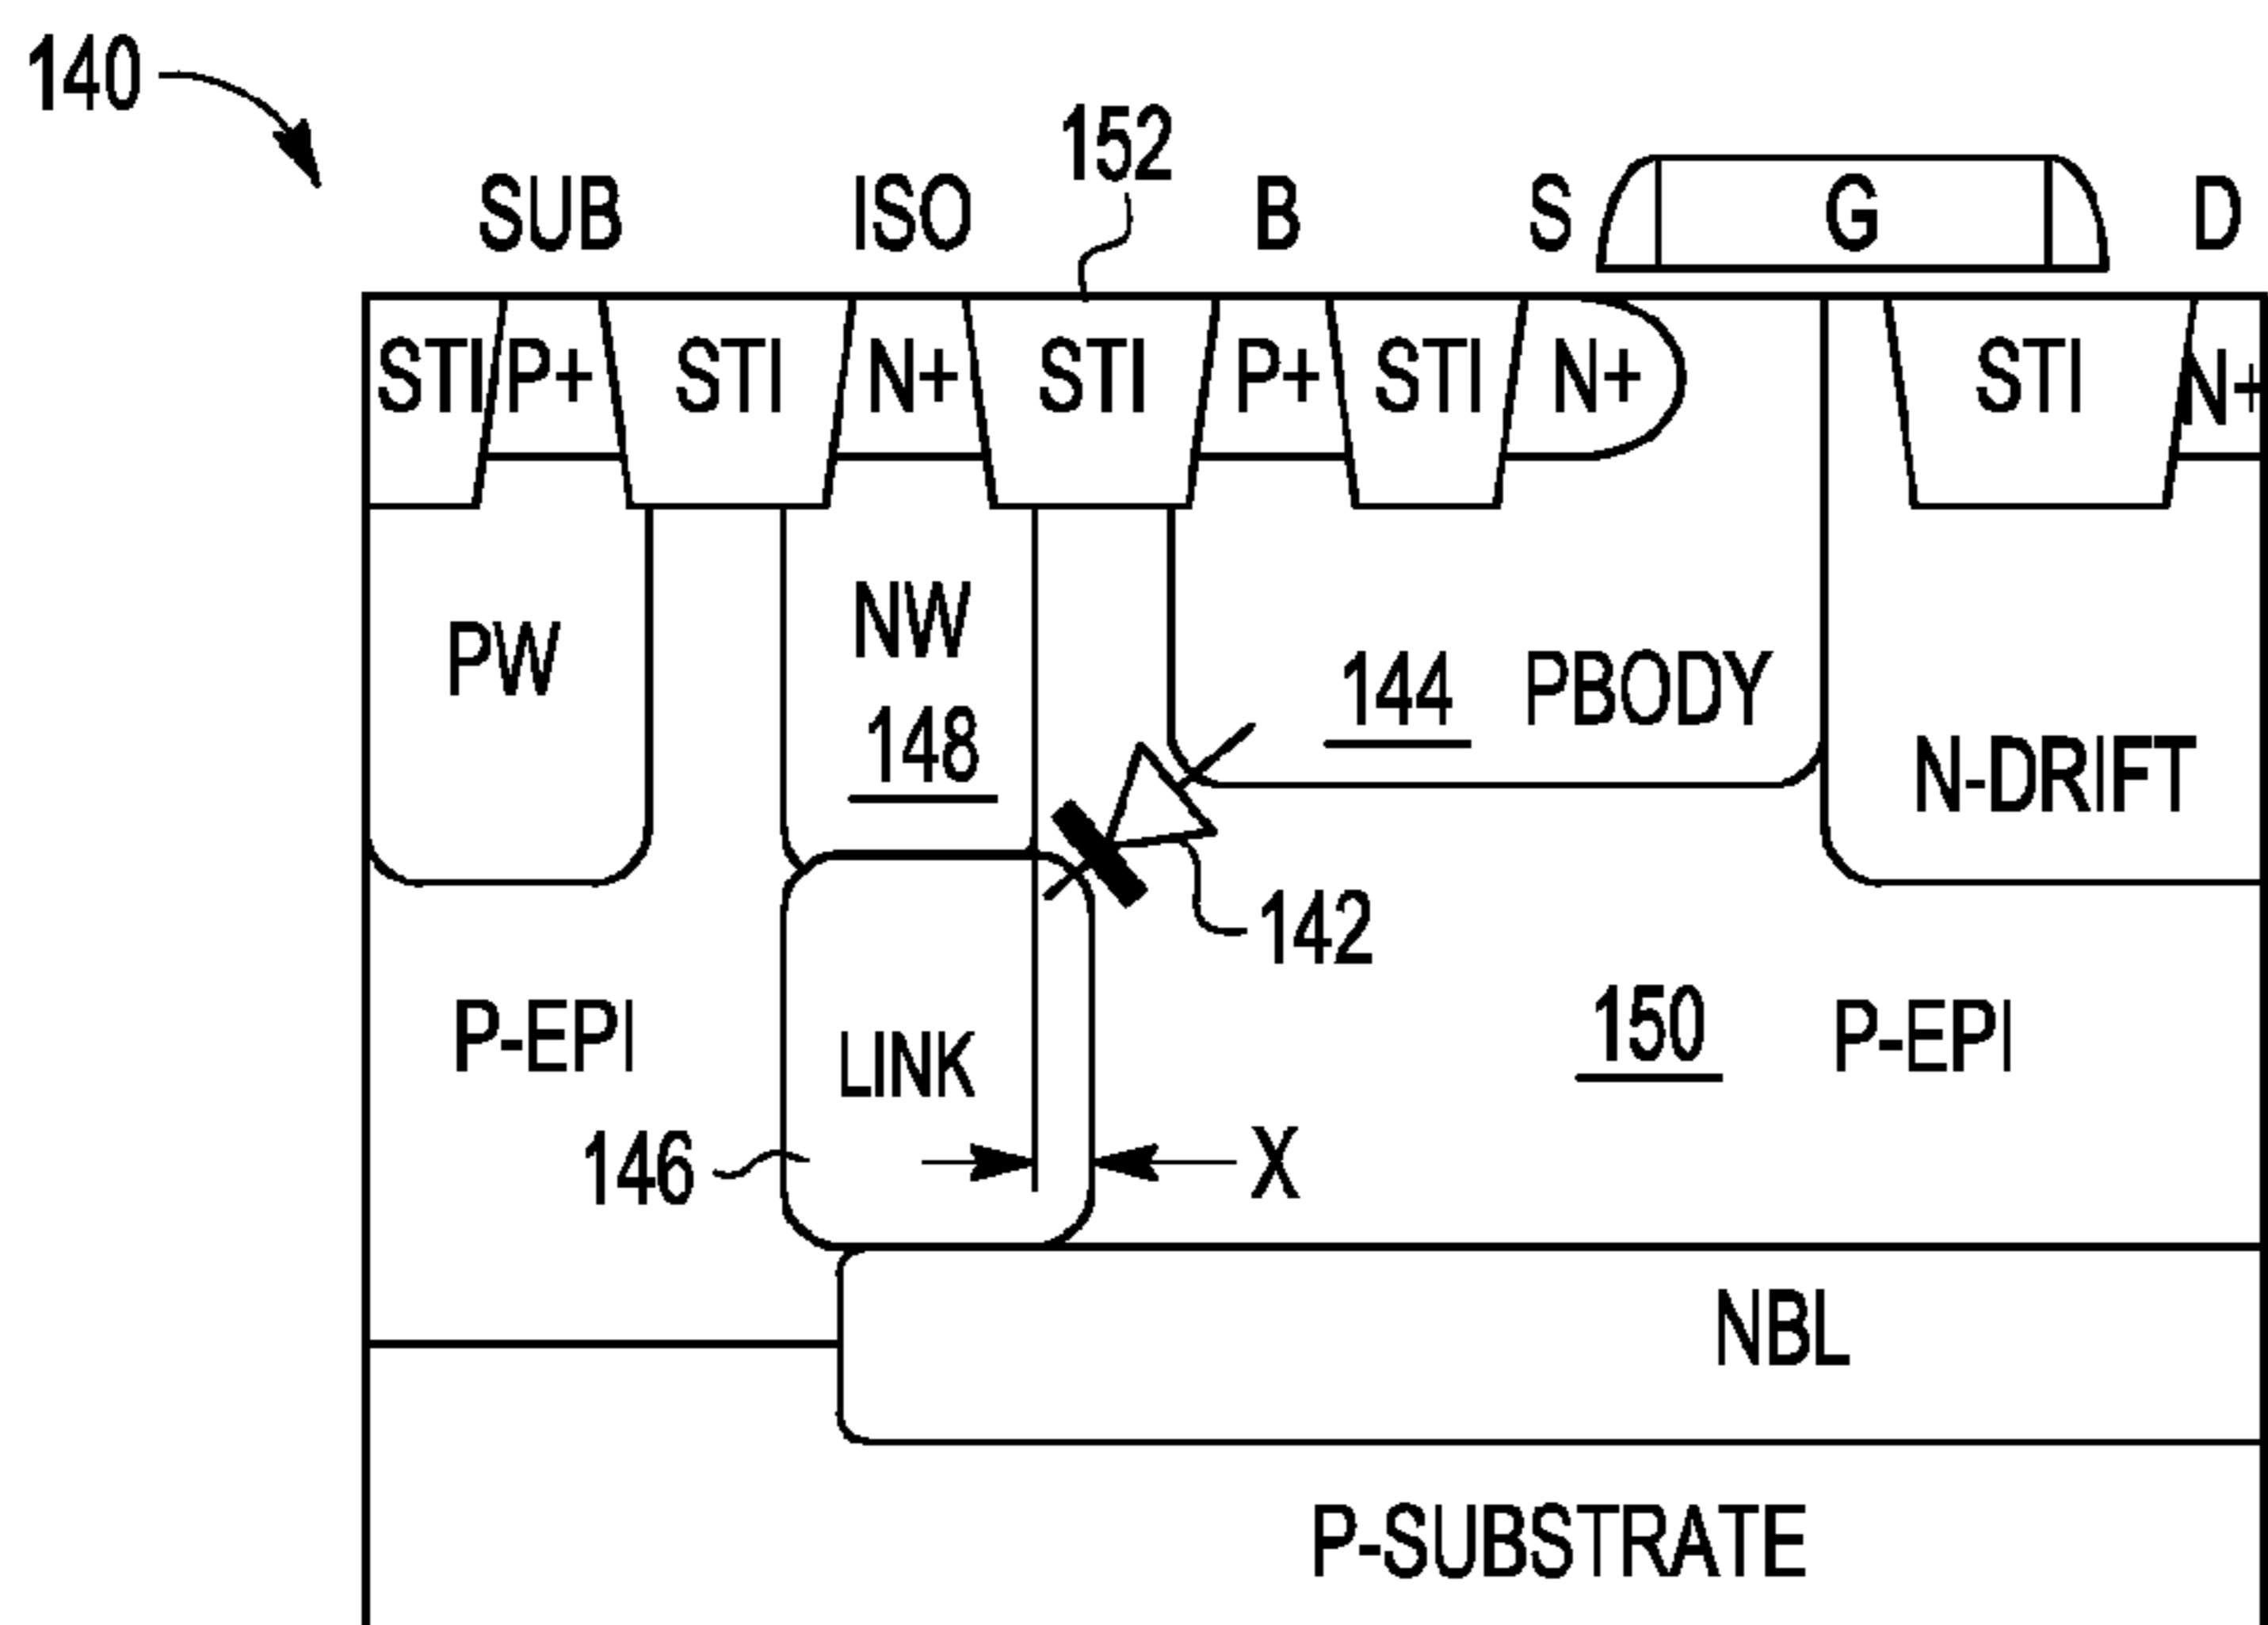 140
152
SUB ISO B S G D
STI P+ STI N+ STI P+ STI N+ STI N+
NW
PW
144 PBODY
148
N-DRIFT
142
P-EPI LINK 150 P-EPI
146 X
NBL
P-SUBSTRATE